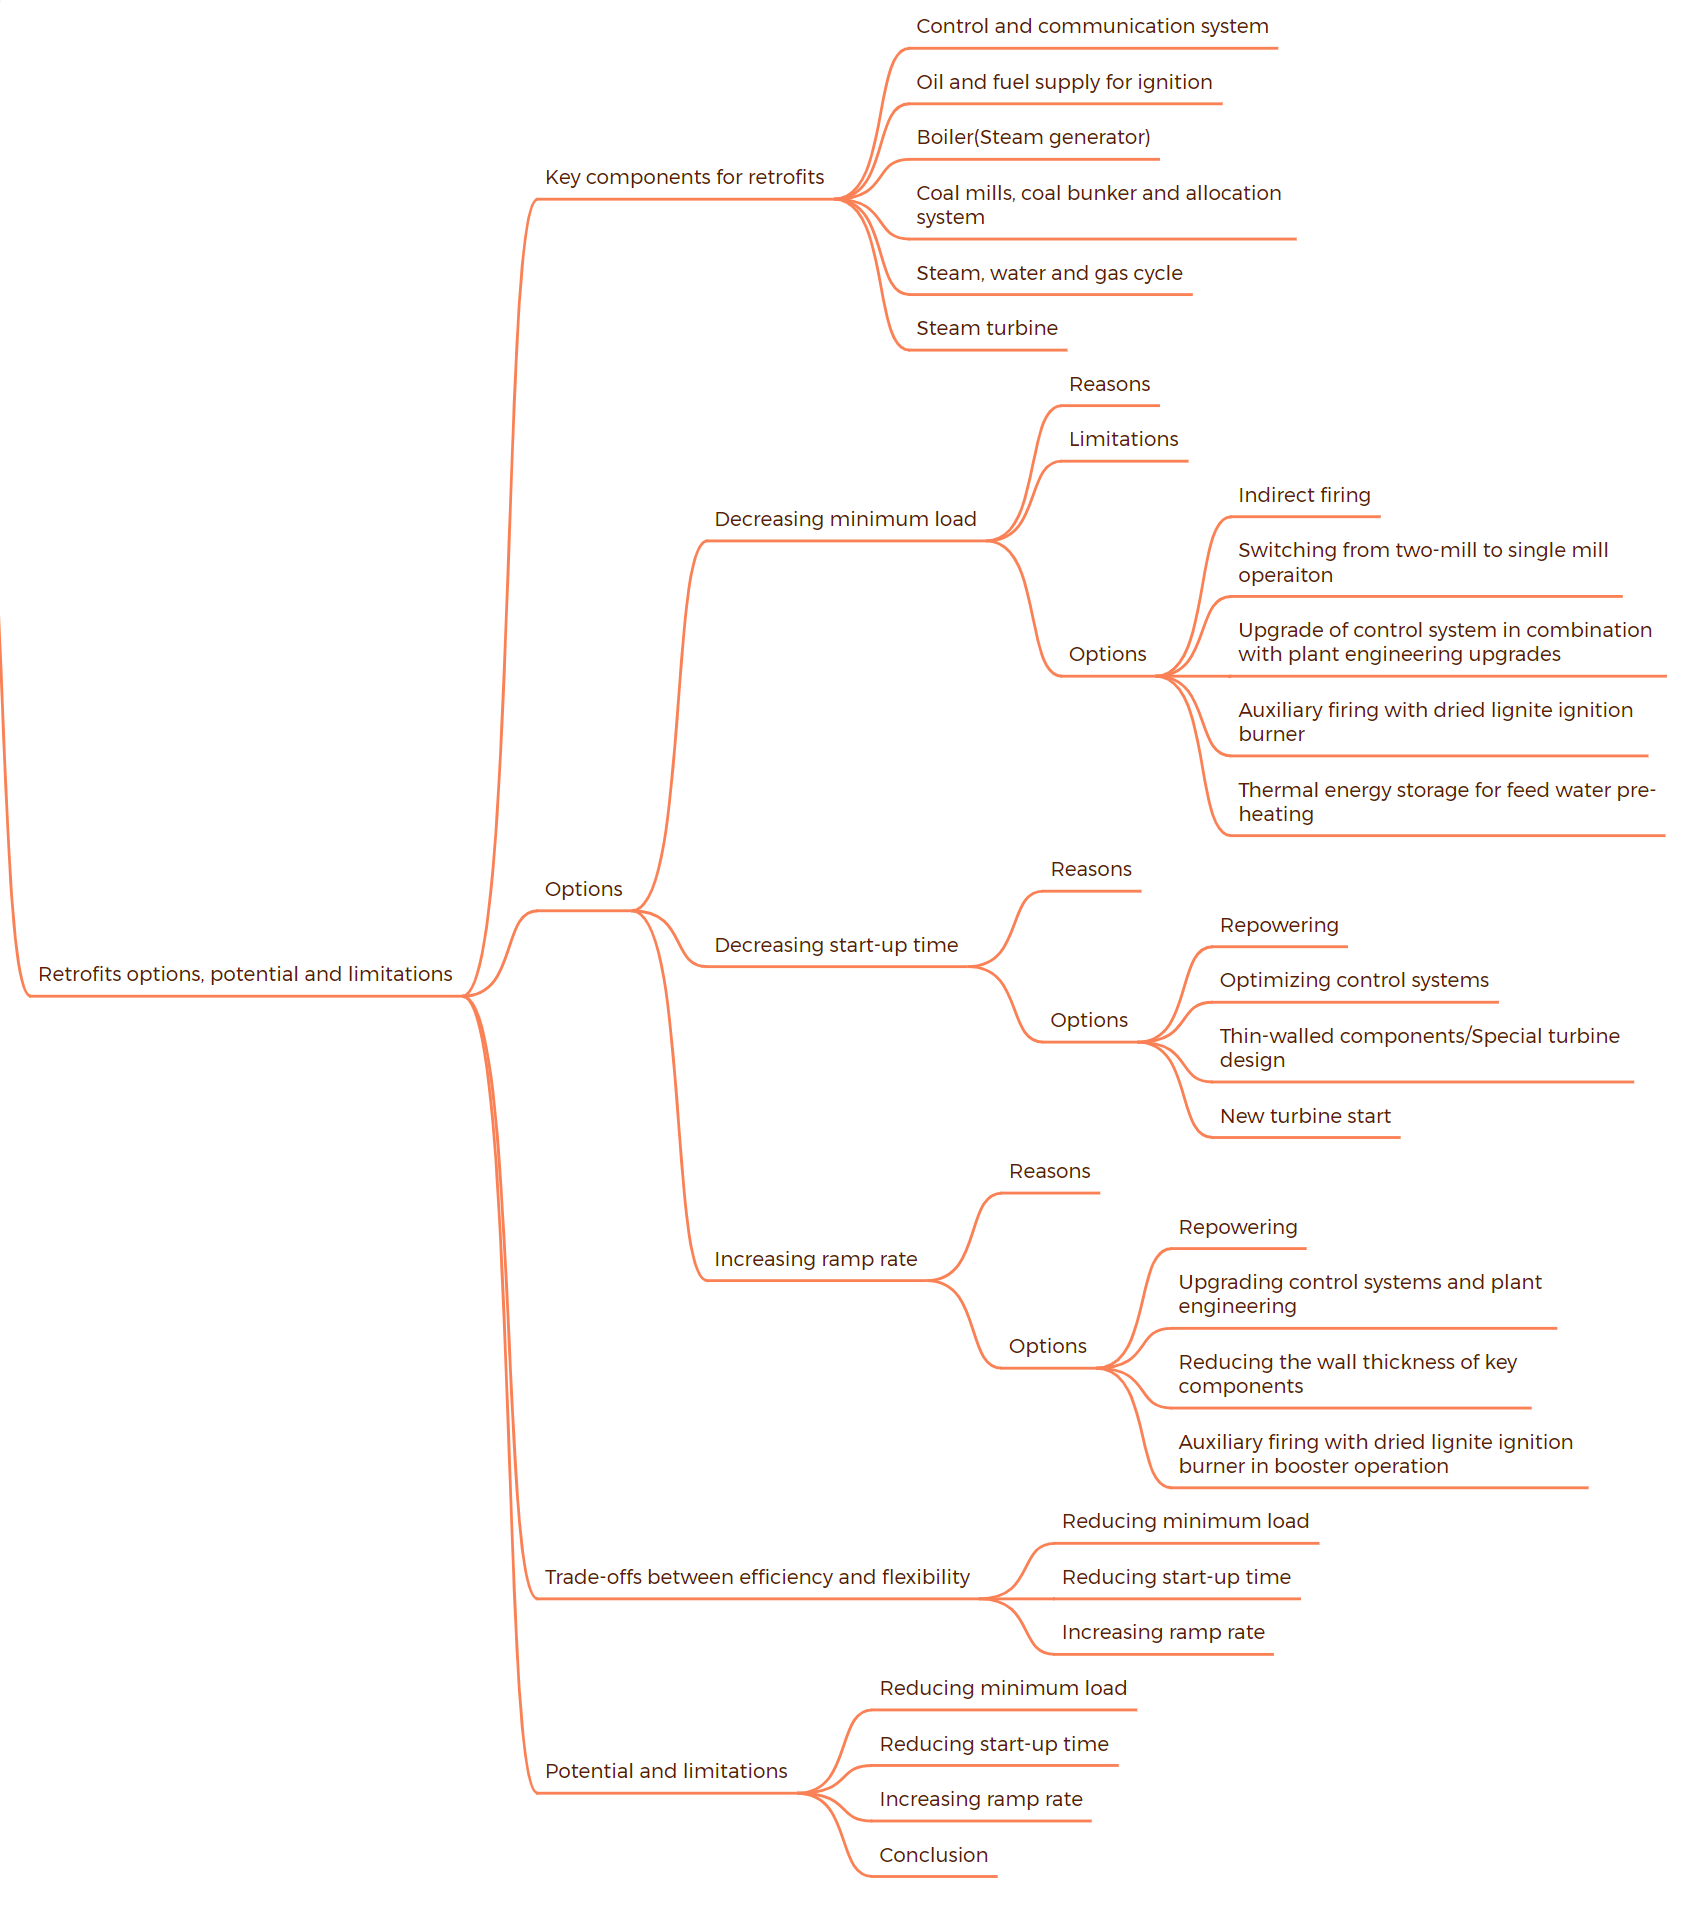 Control and communication system
Oil and fuel supply for ignition
Boiler(Steam generator)
Key components for retrofits
Coal mills, coal bunker and allocation
system
Steam, water and gas cycle
Steam turbine
Reasons
Limitations
Decreasing minimum load
Indirect firing
Switching from two-mill to single mill
operaiton
Upgrade of control system in combination
with plant engineering upgrades
Options
Auxiliary firing with dried lignite ignition
burner
Thermal energy storage for feed water pre-
heating
Options
Reasons
Decreasing start-up time
Repowering
Optimizing control systems
Options
Thin-walled components/Special turbine
design
New turbine start
Retrofits options, potential and limitations
Reasons
Increasing ramp rate
Repowering
Upgrading control systems and plant
engineering
Options
Reducing the wall thickness of key
components
Auxiliary firing with dried lignite ignition
burner in booster operation
Reducing minimum load
Trade-offs between efficiency and flexibility
Reducing start-up time
Increasing ramp rate
Reducing minimum load
Reducing start-up time
Potential and limitations
Increasing ramp rate
Conclusion